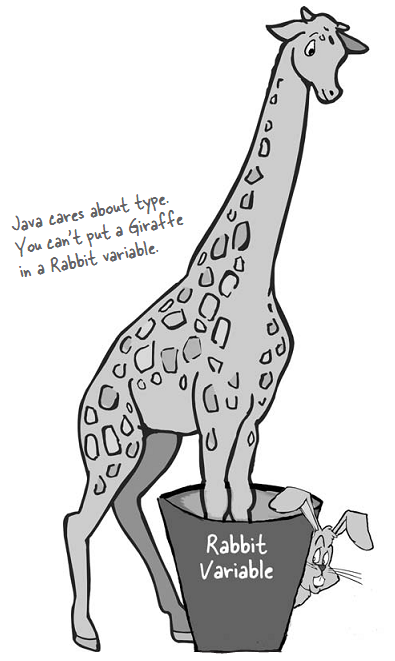 Java cares about type.
You can't put a Giraffe
in a Rabbit variable.
Rabbit
Variable